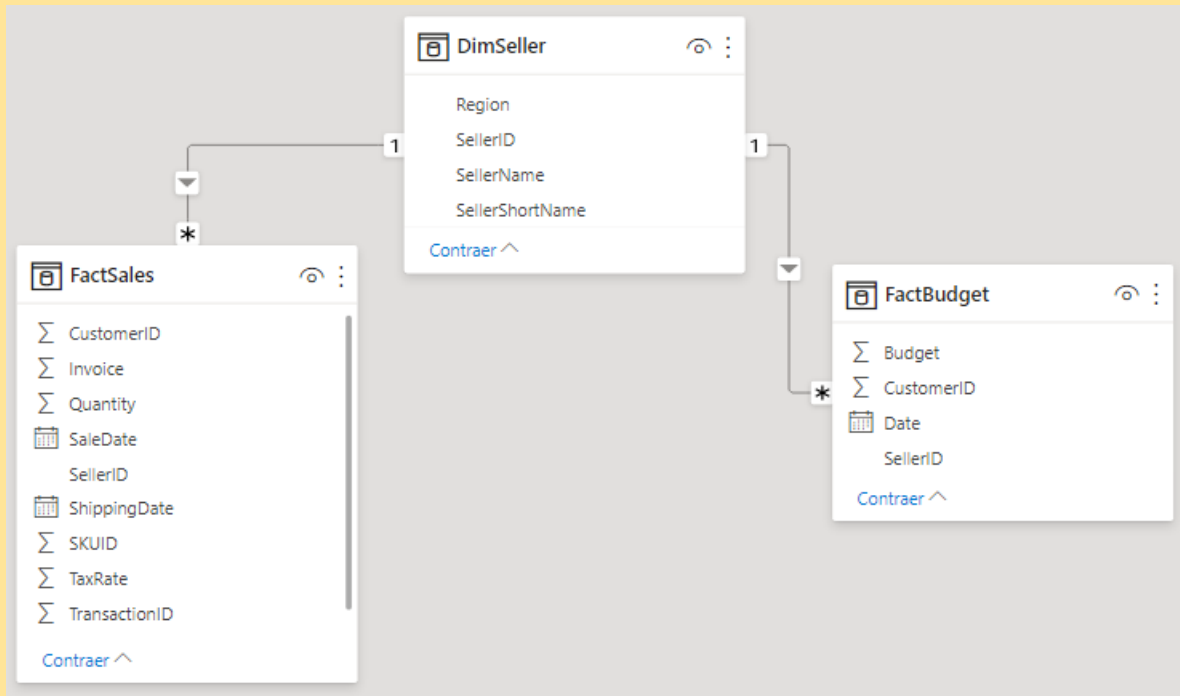 DimSeller
Region
SellerID
SellerName
SellerShortName
Contraer
1
1
*
*
FactSales
CustomerID
Invoice
Quantity
SaleDate
SellerID
ShippingDate
SKUID
TaxRate
TransactionID
Contraer
FactBudget
Budget
CustomerID
Date
SellerID
Contraer